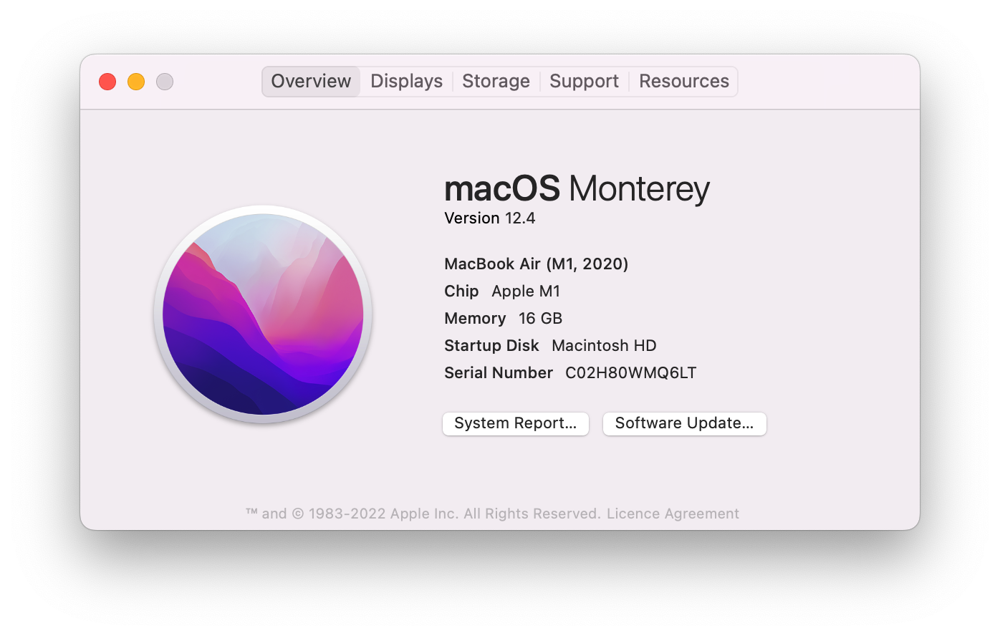 Overview Displays Storage Support Resources
macOS Monterey
Version 12.4
MacBook Air (M1, 2020)
Chip Apple M1
Memory 16 GB
Startup Disk Macintosh HD
Serial Number C02H80WMQ6LT
System Report... Software Update...
™ and © 1983-2022 Apple Inc. All Rights Reserved. Licence Agreement